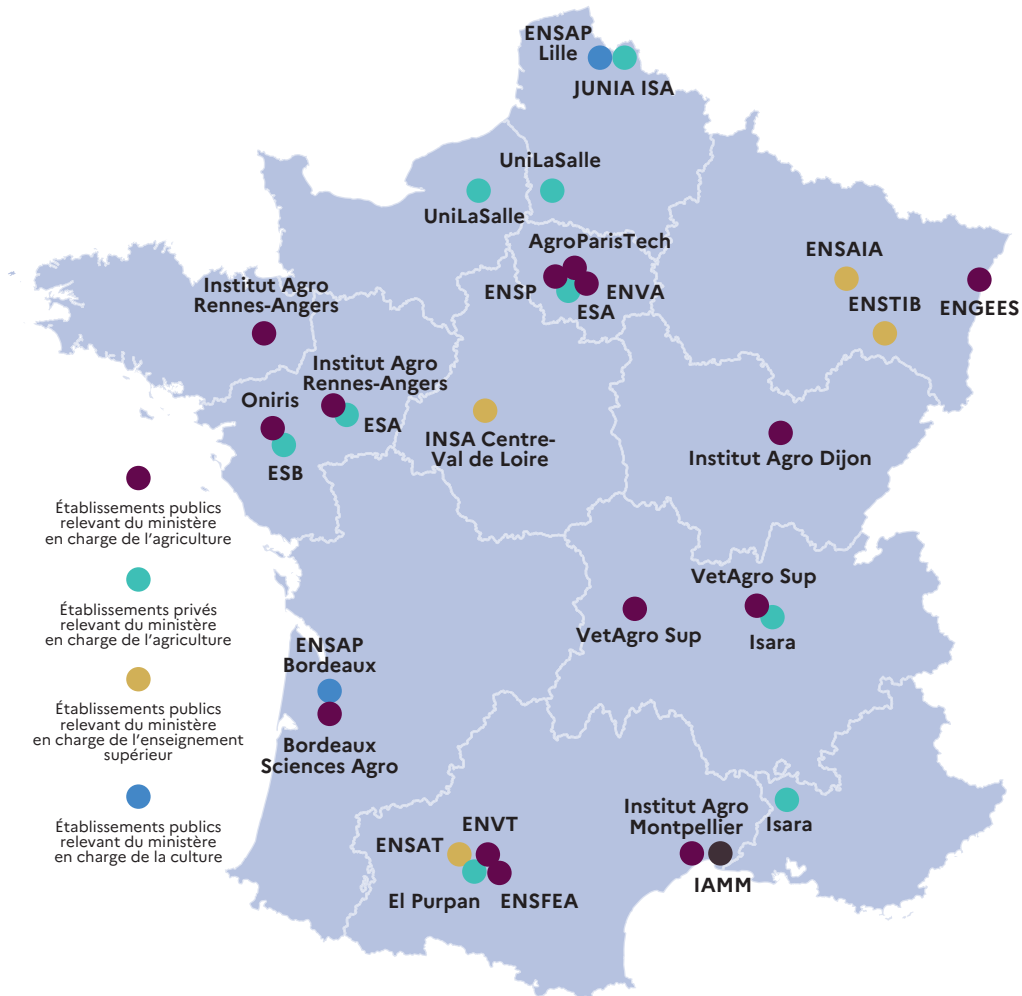 ENSAP
Lille
JUNIA ISA
UniLaSalle
UniLaSalle
AgroParisTech
ENSP
ENVA
ESA
ENSAIA
ENSTIB
ENGEES
Institut Agro
Rennes-Angers
Institut Agro
Rennes-Angers
Oniris
ESA
ESB
INSA Centre-
Val de Loire
Institut Agro Dijon
Établissements publics
relevant du ministère
en charge de l’agriculture
Établissements privés
relevant du ministère
en charge de l’agriculture
Établissements publics
relevant du ministère
en charge de l’enseignement
supérieur
Établissements publics
relevant du ministère
en charge de la culture
VetAgro Sup
VetAgro Sup
Isara
ENSAP
Bordeaux
Bordeaux
Sciences Agro
ENVT
ENSAT
El Purpan
ENSFEA
Institut Agro
Montpellier
IAMM
Isara